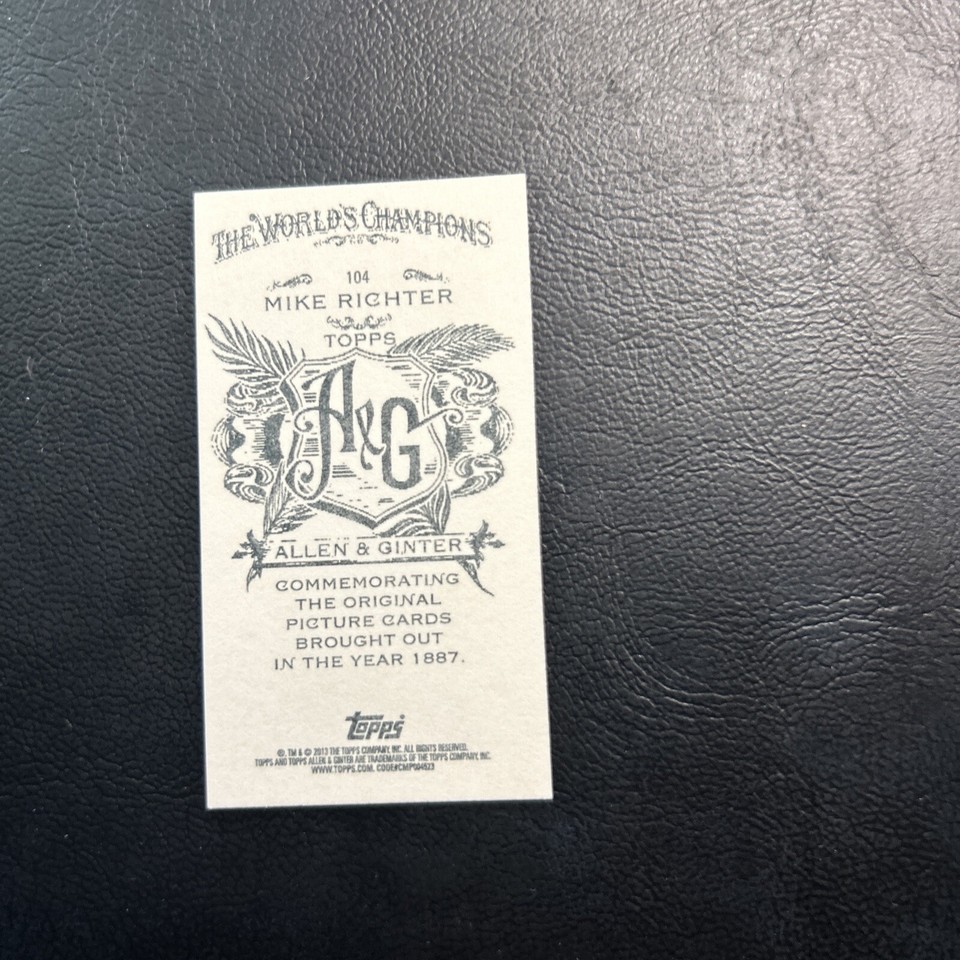 THE WORLD'S CHAMPIONS
104
MIKE RICHTER
TOPPS
A&G
ALLEN & GINTER
COMMEMORATING
THE ORIGINAL
PICTURE CARDS
BROUGHT OUT
IN THE YEAR 1887.
topps
®, TM & © 2013 THE TOPPS COMPANY, INC. ALL RIGHTS RESERVED.
TOPPS AND TOPPS ALLEN & GINTER ARE TRADEMARKS OF THE TOPPS COMPANY, INC.
WWW.TOPPS.COM. CODE#CMP004523